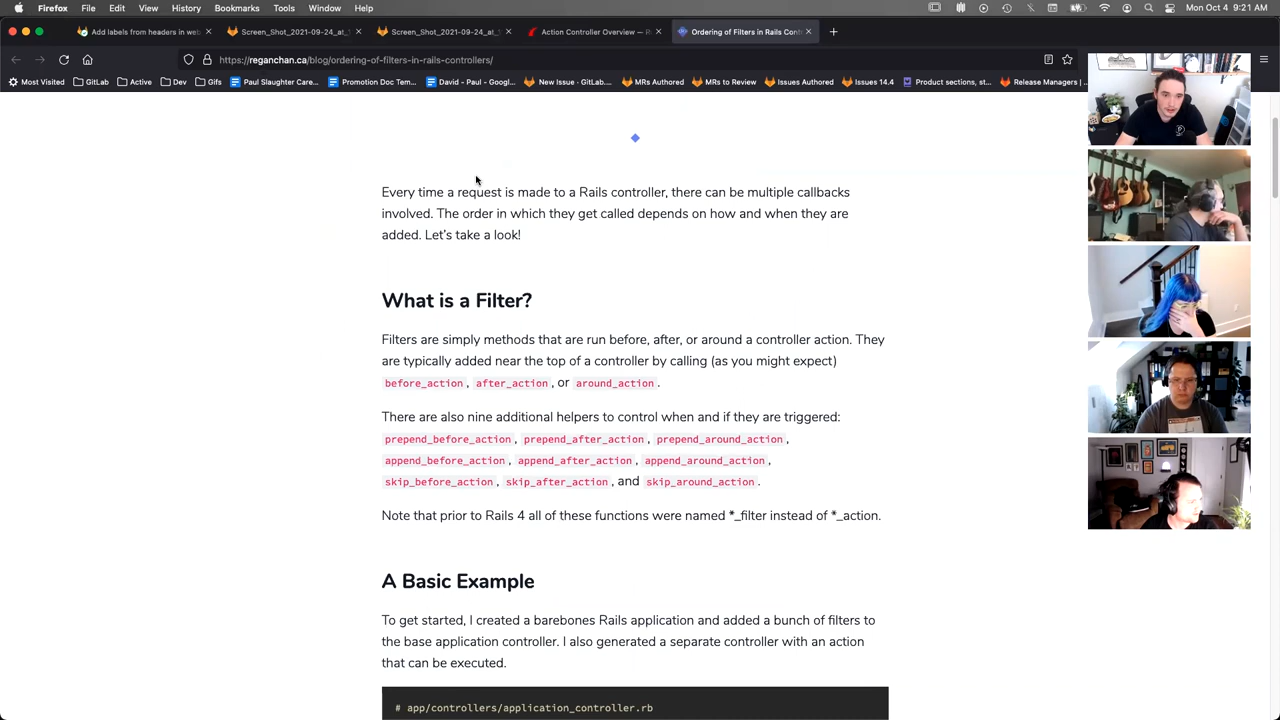 Firefox File Edit View History Bookmarks Tools Window Help
Mon Oct 4 9:21 AM
Add labels from headers in web
Screen_Shot_2021-09-24_at_
Screen_Shot_2021-09-24_at_
Action Controller Overview — R
Ordering of Filters in Rails Cont
https://reganchan.ca/blog/ordering-of-filters-in-rails-controllers/
Most Visited GitLab Active Dev Gifs Paul Slaughter Care... Promotion Doc Tem... David – Paul - Googl... New Issue · GitLab.... MRs Authored MRs to Review Issues Authored Issues 14.4 Product sections, st... Release Managers |
Every time a request is made to a Rails controller, there can be multiple callbacks
involved. The order in which they get called depends on how and when they are
added. Let's take a look!
What is a Filter?
Filters are simply methods that are run before, after, or around a controller action. They
are typically added near the top of a controller by calling (as you might expect)
before_action, after_action, or around_action.
There are also nine additional helpers to control when and if they are triggered:
prepend_before_action, prepend_after_action, prepend_around_action,
append_before_action, append_after_action, append_around_action,
skip_before_action, skip_after_action, and skip_around_action.
Note that prior to Rails 4 all of these functions were named *_filter instead of *_action.
A Basic Example
To get started, I created a barebones Rails application and added a bunch of filters to
the base application controller. I also generated a separate controller with an action
that can be executed.
# app/controllers/application_controller.rb